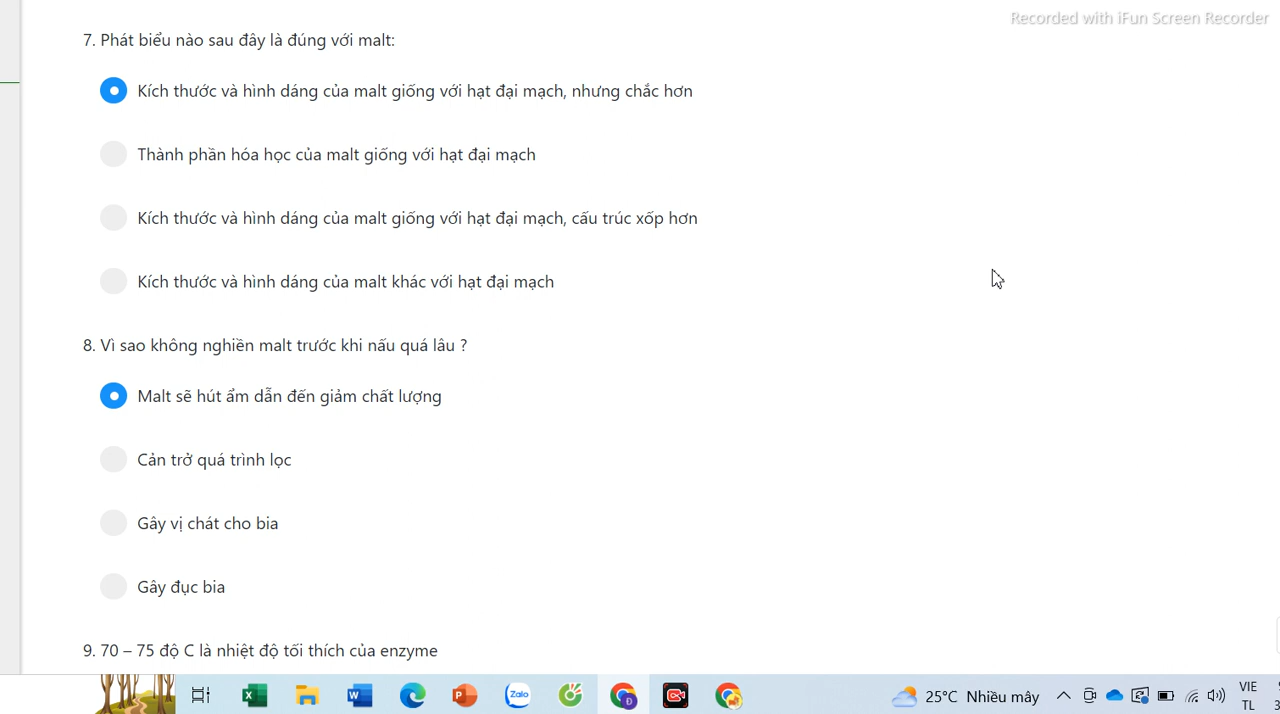 Recorded with iFun Screen Recorder
7. Phát biểu nào sau đây là đúng với malt:
Kích thước và hình dáng của malt giống với hạt đại mạch, nhưng chắc hơn
Thành phần hóa học của malt giống với hạt đại mạch
Kích thước và hình dáng của malt giống với hạt đại mạch, cấu trúc xốp hơn
Kích thước và hình dáng của malt khác với hạt đại mạch
8. Vì sao không nghiền malt trước khi nấu quá lâu ?
Malt sẽ hút ẩm dẫn đến giảm chất lượng
Cản trở quá trình lọc
Gây vị chát cho bia
Gây đục bia
9. 70 – 75 độ C là nhiệt độ tối thích của enzyme
Zalo
25°C Nhiều mây
VIE
TL